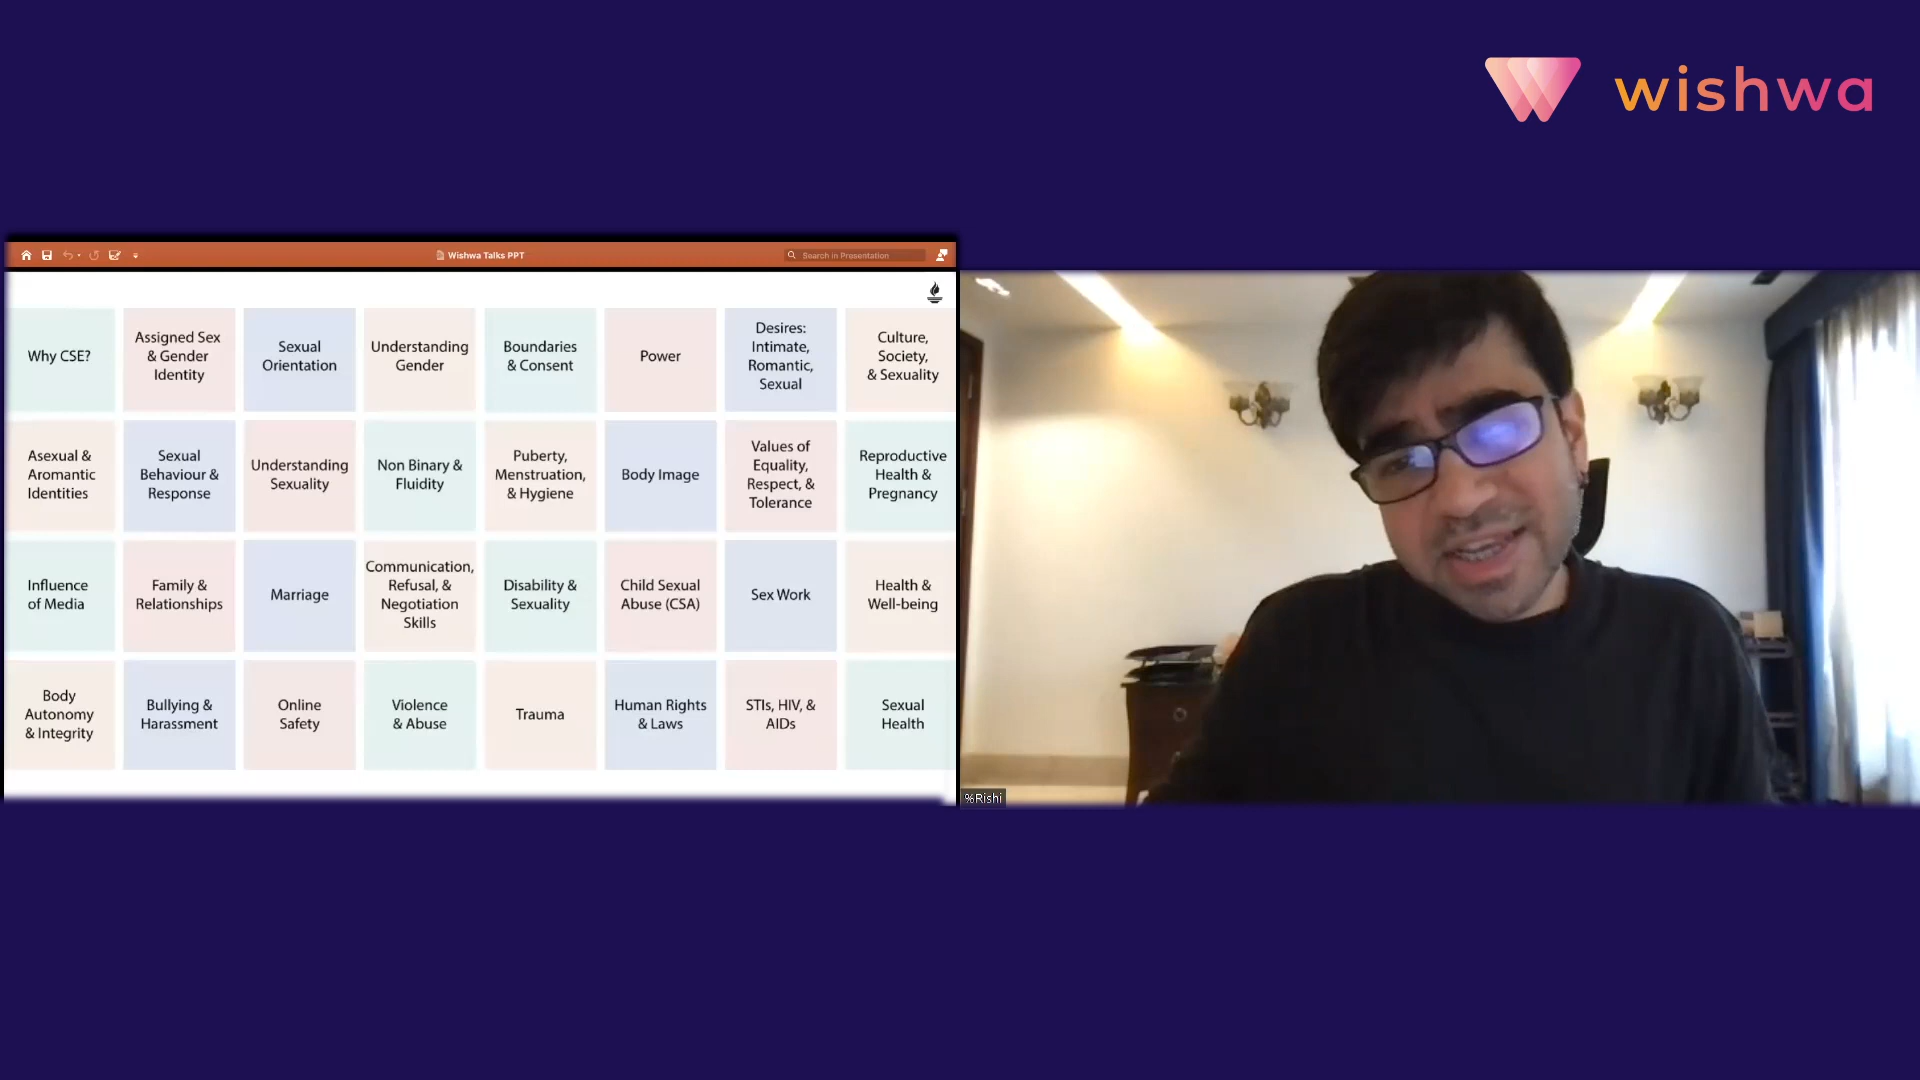 wishwa
Wishwa Talks PPT
Search in Presentation
Why CSE?
Assigned Sex
& Gender
Identity
Sexual
Orientation
Understanding
Gender
Boundaries
& Consent
Power
Desires:
Intimate,
Romantic,
Sexual
Culture,
Society,
& Sexuality
Asexual &
Aromantic
Identities
Sexual
Behaviour &
Response
Understanding
Sexuality
Non Binary &
Fluidity
Puberty,
Menstruation,
& Hygiene
Body Image
Values of
Equality,
Respect, &
Tolerance
Reproductive
Health &
Pregnancy
Influence
of Media
Family &
Relationships
Marriage
Communication,
Refusal, &
Negotiation
Skills
Disability &
Sexuality
Child Sexual
Abuse (CSA)
Sex Work
Health &
Well-being
Body
Autonomy
& Integrity
Bullying &
Harassment
Online
Safety
Violence
& Abuse
Trauma
Human Rights
& Laws
STIs, HIV, &
AIDs
Sexual
Health
Rishi